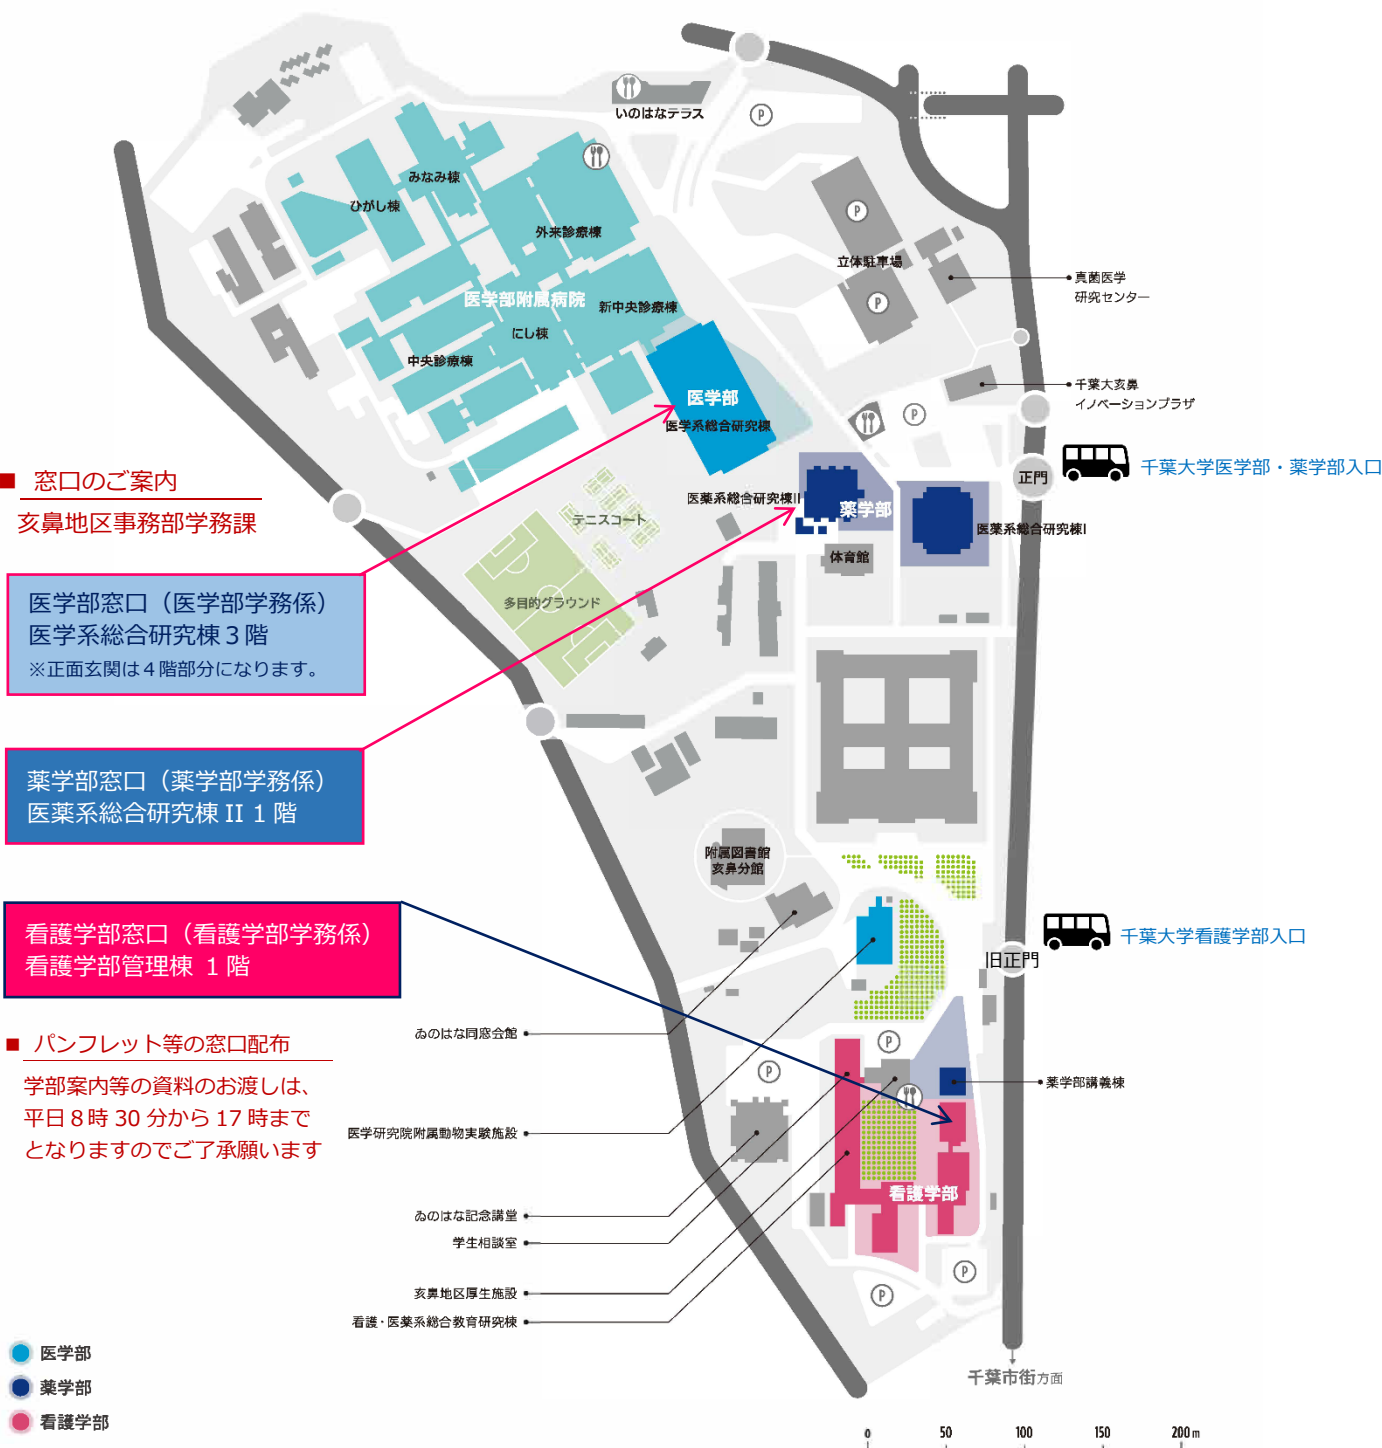 いのはなテラス
P
みなみ棟
ひがし棟
外来診療棟
P
立体駐車場
真菌医学
研究センター
医学部附属病院
新中央診療棟
P
にし棟
中央診療棟
千葉大亥鼻
イノベーションプラザ
医学部
医学系総合研究棟
P
正門
千葉大学医学部・薬学部入口
■ 窓口のご案内
亥鼻地区事務部学務課
医薬系総合研究棟II
薬学部
医薬系総合研究棟I
テニスコート
体育館
医学部窓口（医学部学務係）
医学系総合研究棟３階
※正面玄関は４階部分になります。
多目的グラウンド
薬学部窓口（薬学部学務係）
医薬系総合研究棟 II 1 階
附属図書館
亥鼻分館
看護学部窓口（看護学部学務係）
看護学部管理棟 1 階
千葉大学看護学部入口
旧正門
■ パンフレット等の窓口配布
学部案内等の資料のお渡しは、
平日８時 30 分から 17 時まで
となりますのでご了承願います
ゐのはな同窓会館
P
P
薬学部講義棟
医学研究院附属動物実験施設
看護学部
ゐのはな記念講堂
学生相談室
P
P
亥鼻地区厚生施設
看護・医薬系総合教育研究棟
医学部
薬学部
看護学部
千葉市街方面
0 50 100 150 200m